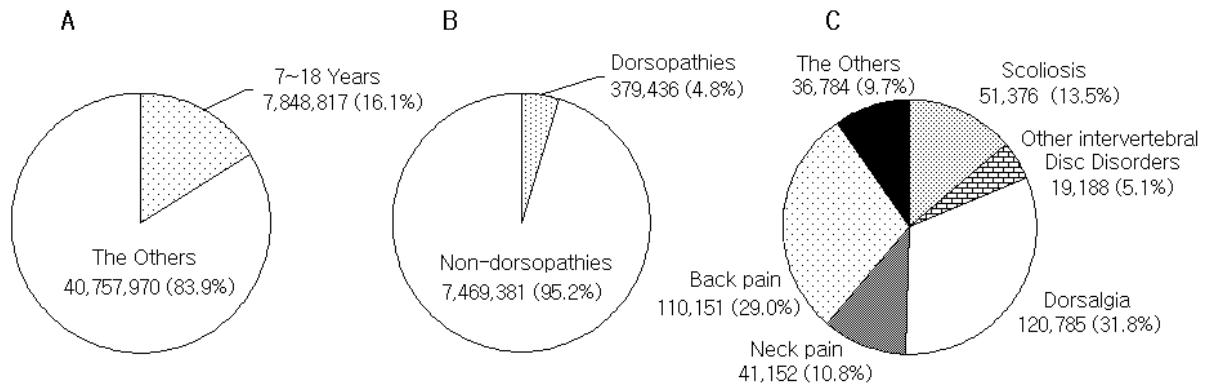 A
7~18 Years
7,848,817 (16.1%)
The Others
40,757,970 (83.9%)
B
Dorsopathies
379,436 (4.8%)
Non-dorsopathies
7,469,381 (95.2%)
C
The Others
36,784 (9.7%)
Scoliosis
51,376 (13.5%)
Other intervertebral
Disc Disorders
19,188 (5.1%)
Dorsalgia
120,785 (31.8%)
Neck pain
41,152 (10.8%)
Back pain
110,151 (29.0%)